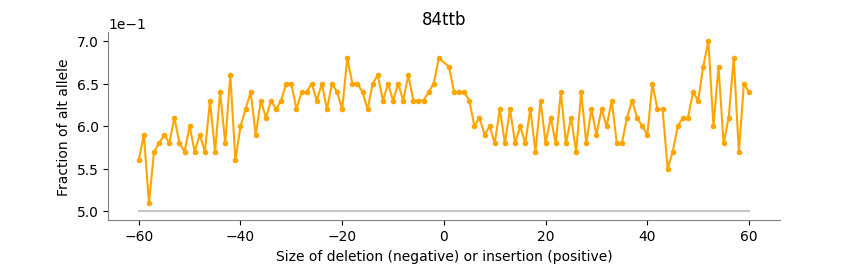 84ttb
1e−1
7.0
6.5
6.0
5.5
5.0
Fraction of alt allele
−60 −40 −20 0 20 40 60
Size of deletion (negative) or insertion (positive)